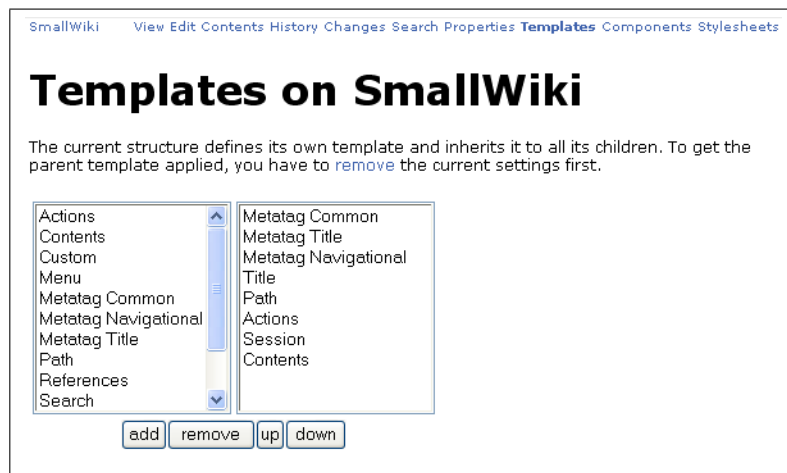 SmallWiki View Edit Contents History Changes Search Properties Templates Components Stylesheets
Templates on SmallWiki
The current structure defines its own template and inherits it to all its children. To get the
parent template applied, you have to remove the current settings first.
Actions
Contents
Custom
Menu
Metatag Common
Metatag Navigational
Metatag Title
Path
References
Search
Metatag Common
Metatag Title
Metatag Navigational
Title
Path
Actions
Session
Contents
add remove up down